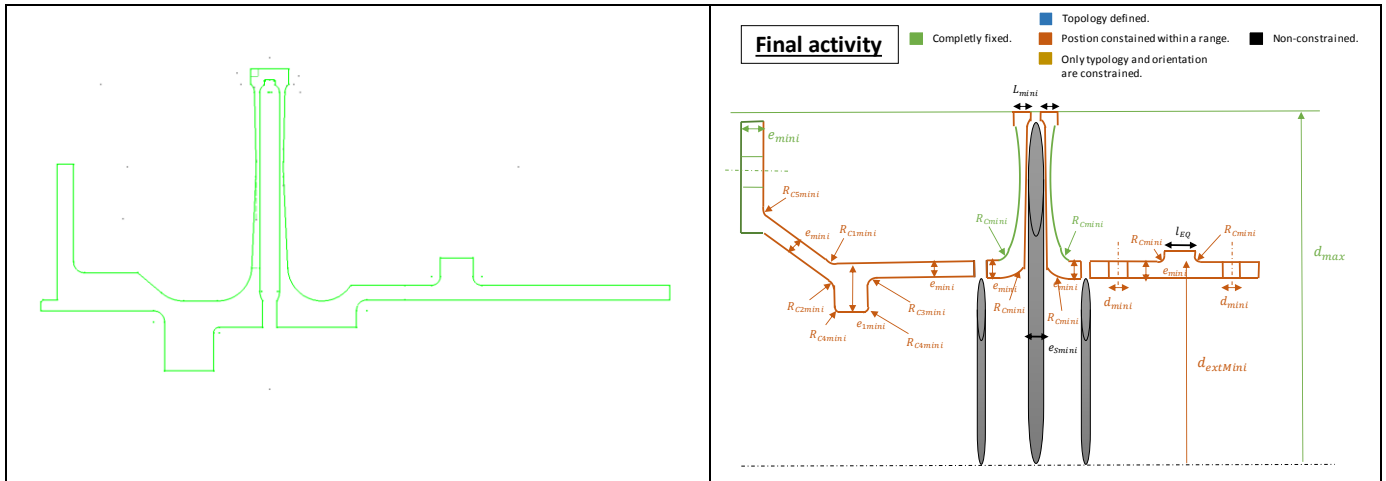 Final activity
Completly fixed.
Topology defined.
Postion constained within a range.
Only typology and orientation
are constrained.
Non-constrained.
L_mini
e_mini
R_C5mini
e_mini
R_C1mini
R_Cmini
R_Cmini
R_Cmini
l_EQ
R_Cmini
d_max
e_mini
e_mini
e_mini
e_mini
R_C2mini
R_C3mini
R_Cmini
R_Cmini
d_mini
d_mini
e_1mini
R_C4mini
R_C4mini
e_Smini
d_extMini